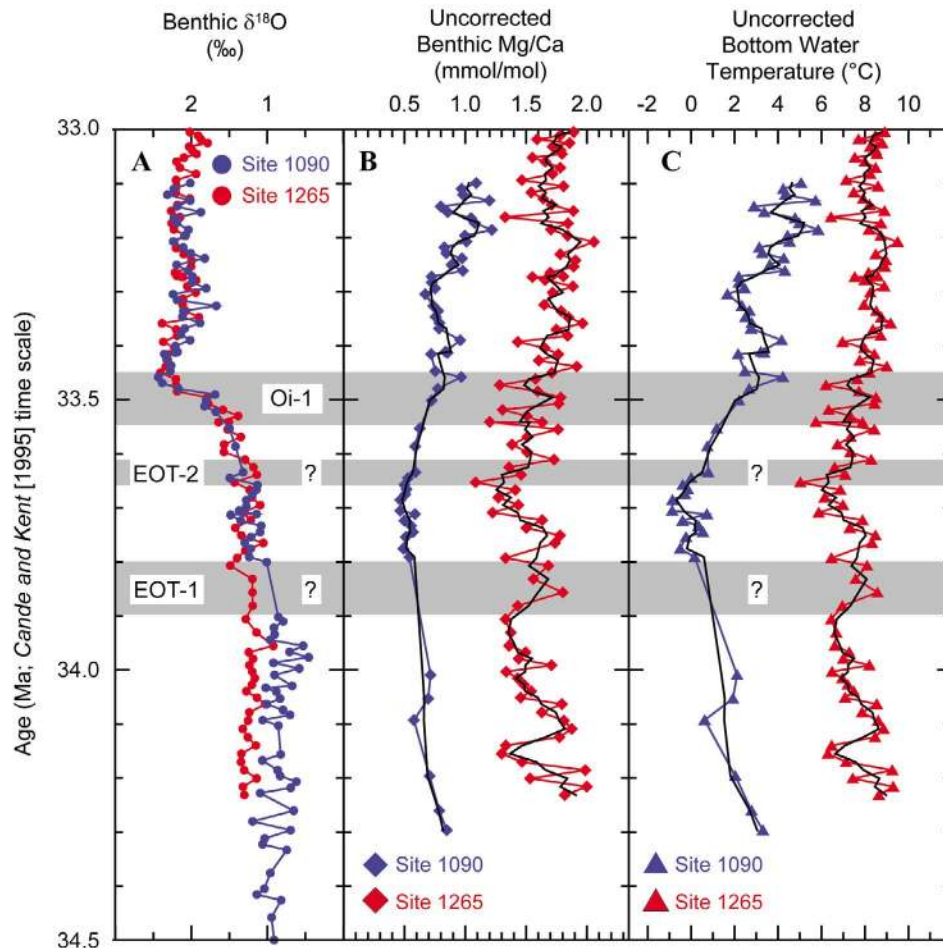 Benthic δ¹⁸O
(‰)
2 1
Uncorrected
Benthic Mg/Ca
(mmol/mol)
0.5 1.0 1.5 2.0
Uncorrected
Bottom Water
Temperature (°C)
-2 0 2 4 6 8 10
33.0
33.5
34.0
34.5
Age (Ma; Cande and Kent [1995] time scale)
A
Site 1090
Site 1265
B
C
Oi-1
EOT-2 ? ?
EOT-1 ? ?
Site 1090
Site 1265
Site 1090
Site 1265